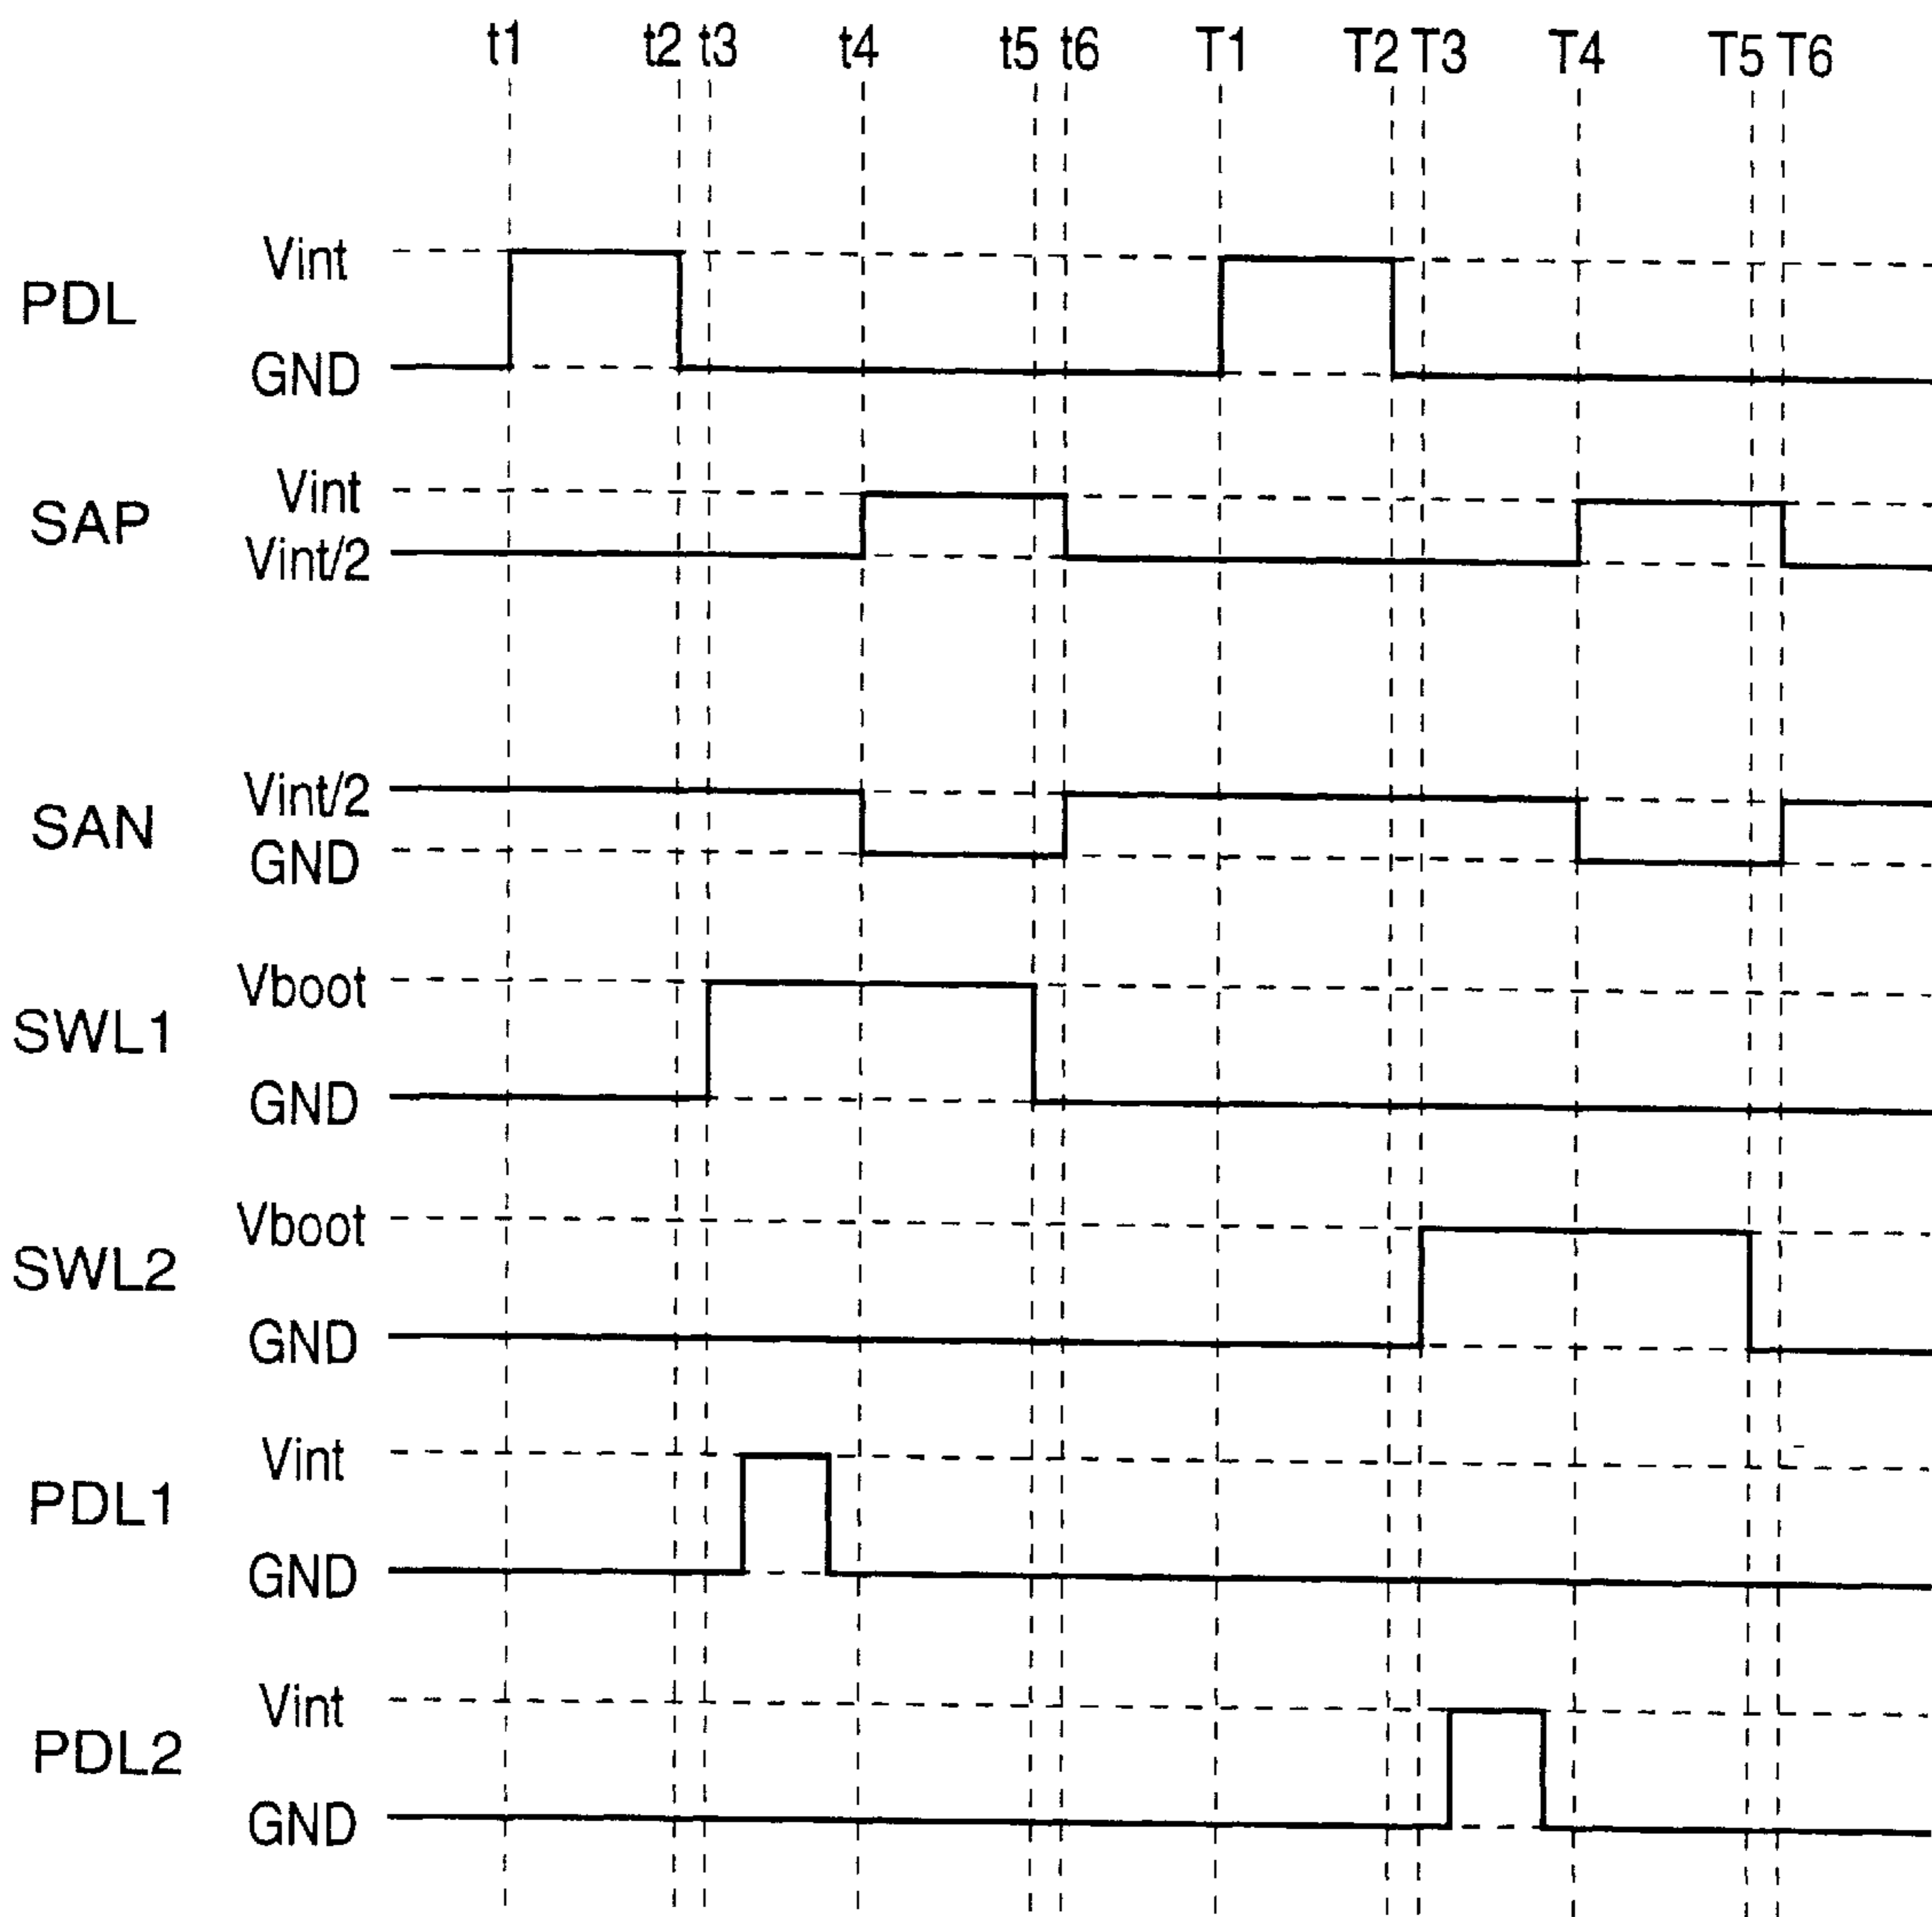 t1 t2 t3 t4 t5 t6 T1 T2 T3 T4 T5 T6
Vint
PDL
GND
Vint
SAP
Vint/2
Vint/2
SAN
GND
Vboot
SWL1
GND
Vboot
SWL2
GND
Vint
PDL1
GND
Vint
PDL2
GND